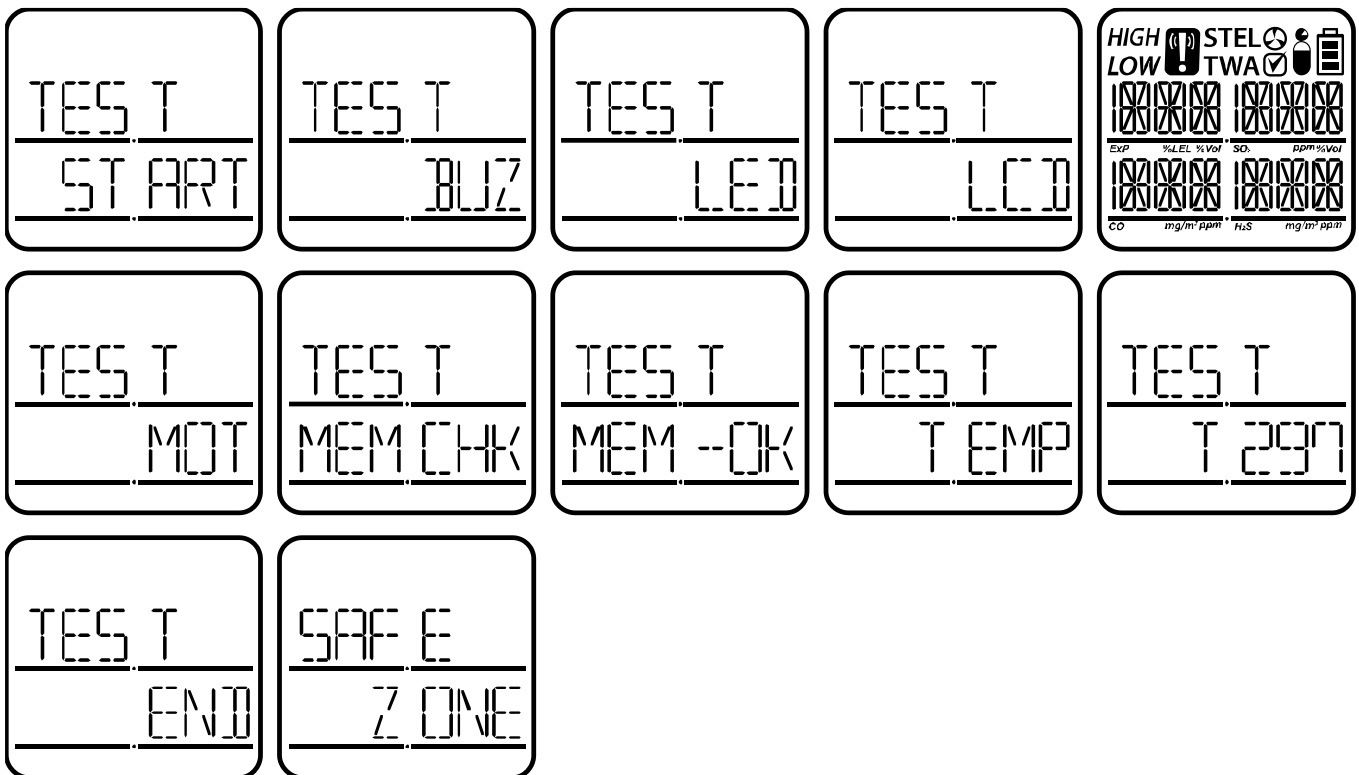 TEST
START
TEST
BUZ
TEST
LED
TEST
LCD
HIGH STEL
LOW TWA
ExP %LEL %Vol SO₂ ppm %Vol
CO mg/m³ ppm H₂S mg/m³ ppm
TEST
MOT
TEST
MEM CHK
TEST
MEM -OK
TEST
TEMP
TEST
T 297
TEST
END
SAFE
ZONE